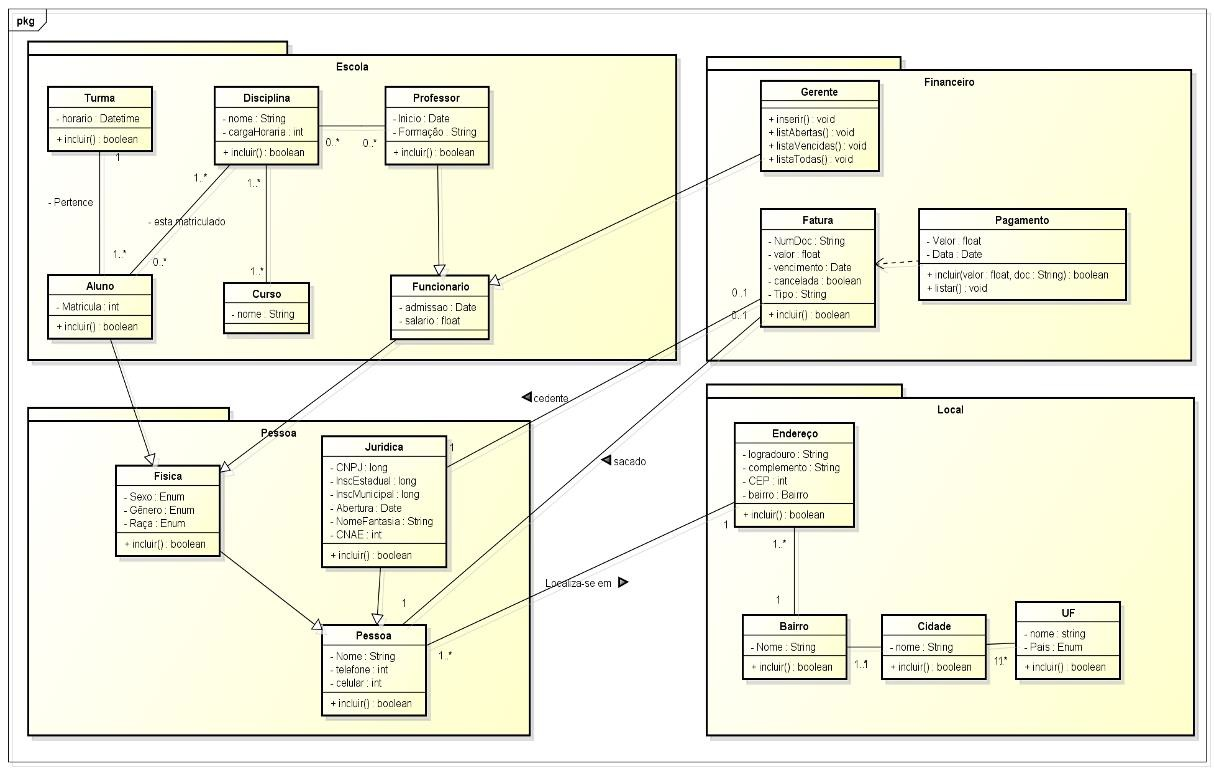 pkg
Escola
Turma
- horario : Datetime
+ incluir() : boolean
Disciplina
- nome : String
- cargaHoraria : int
+ incluir() : boolean
Professor
- Inicio : Date
- Formação : String
+ incluir() : boolean
0..*
0..*
1
- Pertence
1..*
1..*
- esta matriculado
0..*
1..*
1..*
Aluno
- Matricula : int
+ incluir() : boolean
Curso
- nome : String
Funcionario
- admissao : Date
- salario : float
Financeiro
Gerente
+ inserir() : void
+ listAbertas() : void
+ listaVencidas() : void
+ listaTodas() : void
Fatura
- NumDoc : String
- valor : float
- vencimento : Date
- cancelada : boolean
- Tipo : String
+ incluir() : boolean
Pagamento
- Valor : float
- Data : Date
+ incluir(valor : float, doc : String) : boolean
+ listar() : void
0..1
0..1
cedente
sacado
Pessoa
Fisica
- Sexo : Enum
- Gênero : Enum
- Raça : Enum
+ incluir() : boolean
Juridica
- CNPJ : long
- InscEstadual : long
- InscMunicipal : long
- Abertura : Date
- NomeFantasia : String
- CNAE : int
+ incluir() : boolean
1
1
Pessoa
- Nome : String
- telefone : int
- celular : int
+ incluir() : boolean
1..*
Localiza-se em
1
Local
Endereço
- logradouro : String
- complemento : String
- CEP : int
- bairro : Bairro
+ incluir() : boolean
1..*
1
Bairro
- Nome : String
+ incluir() : boolean
Cidade
- nome : String
+ incluir() : boolean
UF
- nome : string
- Pais : Enum
+ incluir() : boolean